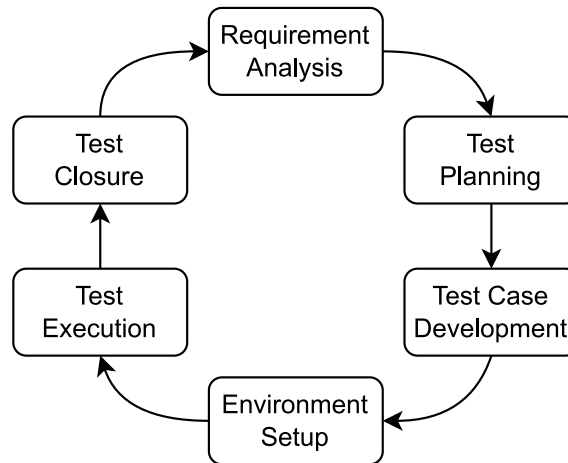 Requirement
Analysis
Test
Planning
Test Case
Development
Environment
Setup
Test
Execution
Test
Closure